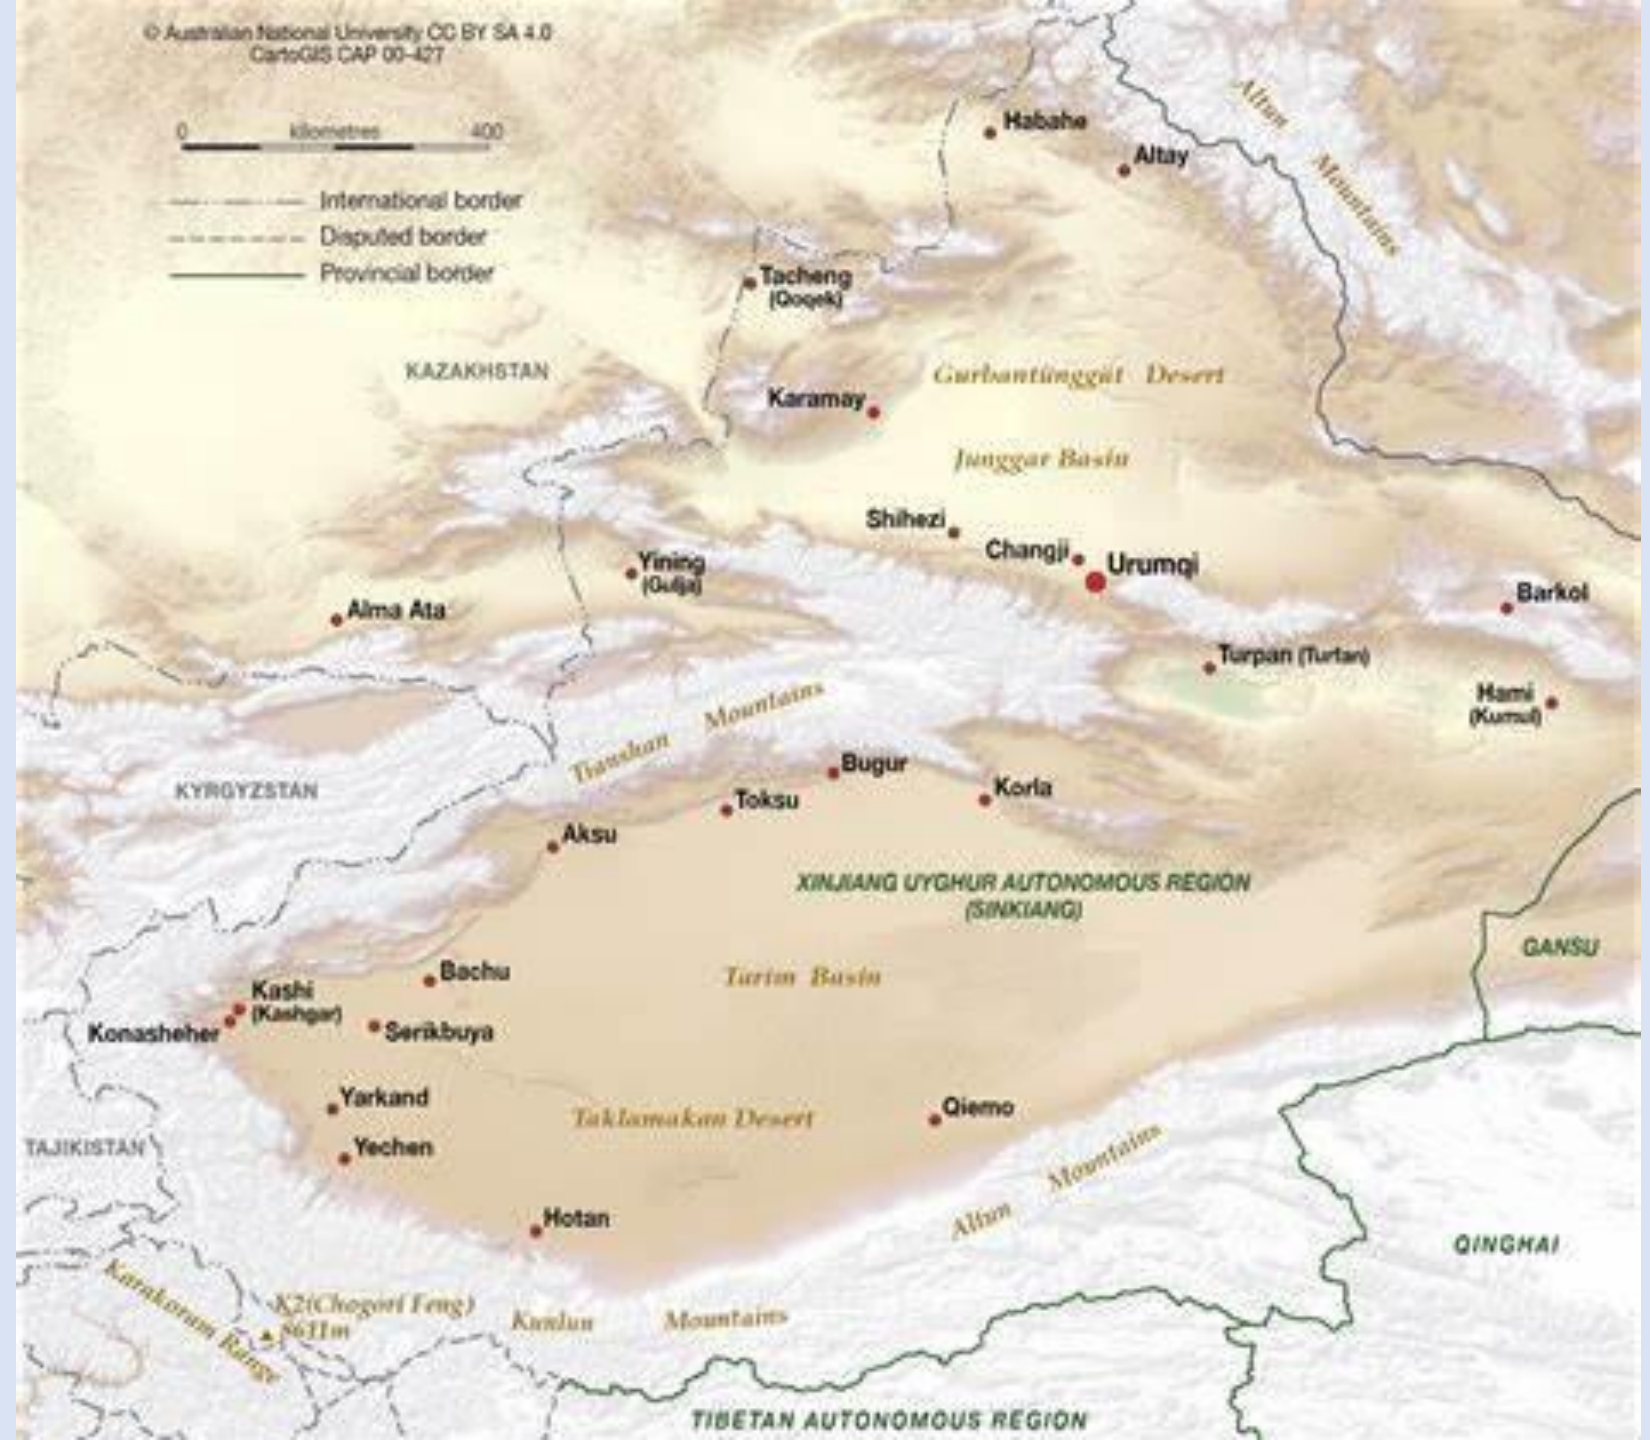 © Australian National University CC BY SA 4.0
CartoGIS CAP 00-427
0 kilometres 400
International border
Disputed border
Provincial border
Habahe
Altay
Altun
Mountains
Tacheng
(Qoqek)
KAZAKHSTAN
Gurbantünggüt Desert
Karamay
Junggar Basin
Shihezi
Changji
Urumqi
Yining
(Gulja)
Barkol
Alma Ata
Turpan (Turfan)
Hami
(Kumul)
Tianshan Mountains
Bugur
KYRGYZSTAN
Toksu
Korla
Aksu
XINJIANG UYGHUR AUTONOMOUS REGION
(SINKIANG)
GANSU
Bachu
Tarim Basin
Kashi
(Kashgar)
Konasheher
Serikbuya
Yarkand
Taklamakan Desert
Qiemo
TAJIKISTAN
Yechen
Altun Mountains
Hotan
QINGHAI
Karakoram Range
K2(Chogori Feng)
8611m
Kunlun Mountains
TIBETAN AUTONOMOUS REGION